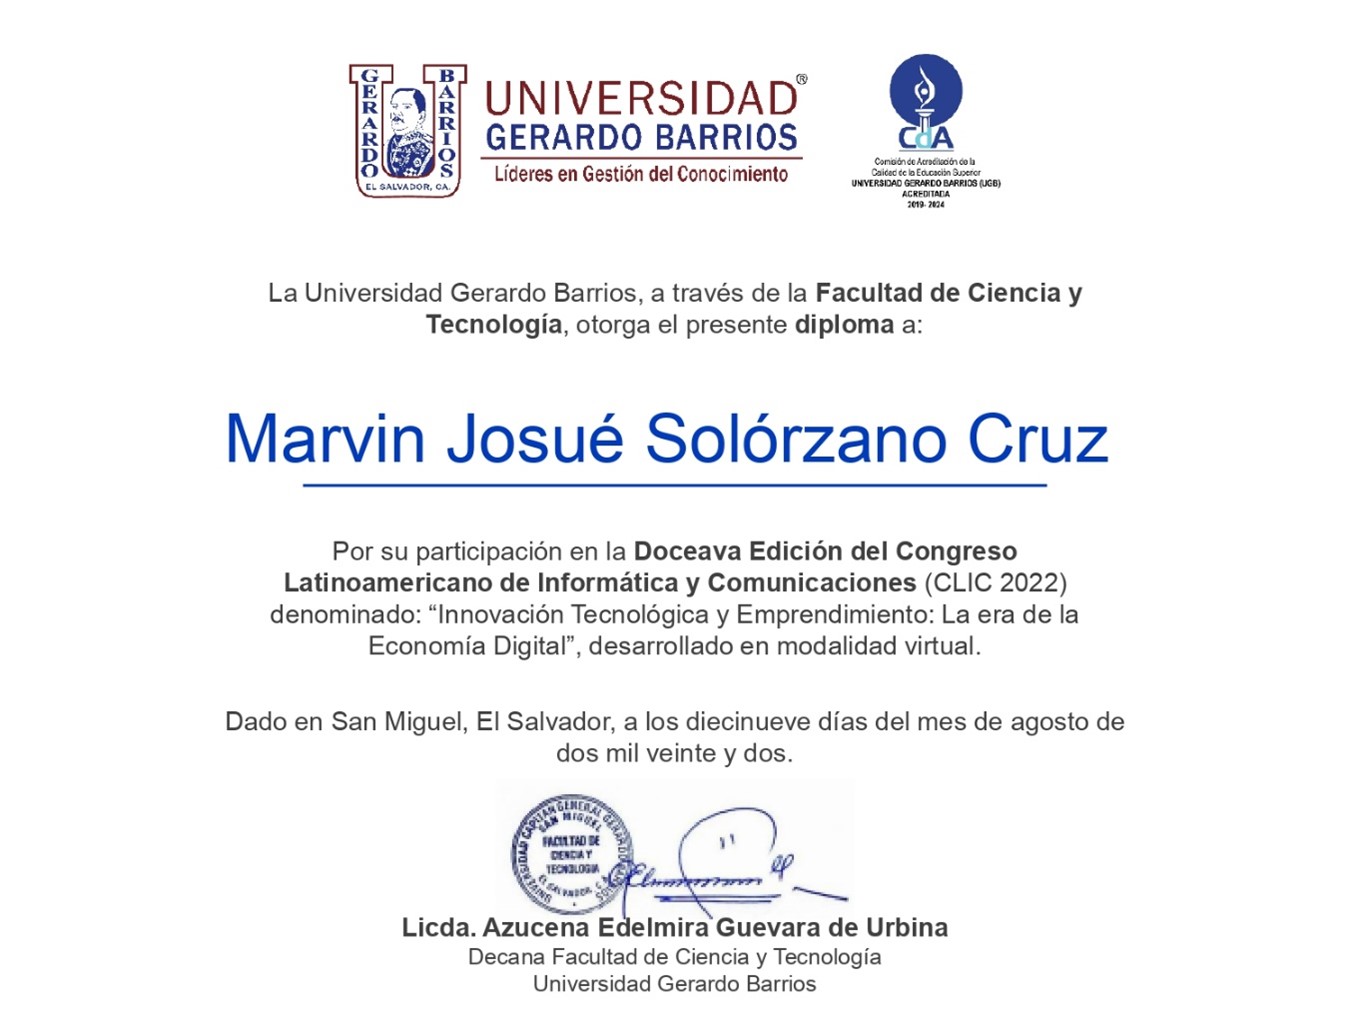 GERARDO BARRIOS
EL SALVADOR, CA.
UNIVERSIDAD®
GERARDO BARRIOS
Líderes en Gestión del Conocimiento
CdA
Comisión de Acreditación de la
Calidad de la Educación Superior
UNIVERSIDAD GERARDO BARRIOS (UGB)
ACREDITADA
2019- 2024
La Universidad Gerardo Barrios, a través de la Facultad de Ciencia y
Tecnología, otorga el presente diploma a:
Marvin Josué Solórzano Cruz
Por su participación en la Doceava Edición del Congreso
Latinoamericano de Informática y Comunicaciones (CLIC 2022)
denominado: “Innovación Tecnológica y Emprendimiento: La era de la
Economía Digital”, desarrollado en modalidad virtual.
Dado en San Miguel, El Salvador, a los diecinueve días del mes de agosto de
dos mil veinte y dos.
UNIVERSIDAD CAPITAN GENERAL GERARDO
SAN MIGUEL
FACULTAD DE
CIENCIA Y
TECNOLOGIA
EL SALVADOR, C.A.
Licda. Azucena Edelmira Guevara de Urbina
Decana Facultad de Ciencia y Tecnología
Universidad Gerardo Barrios